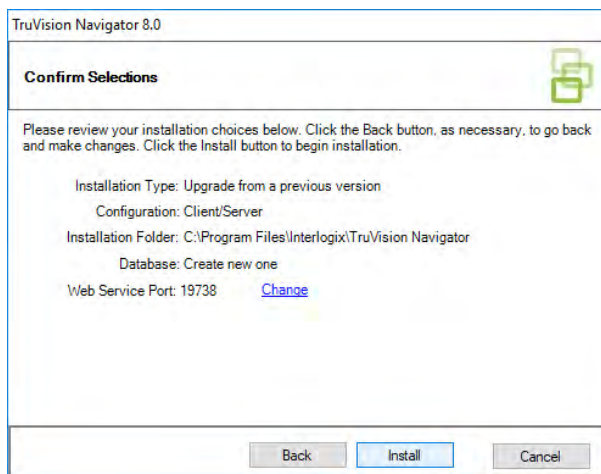 TruVision Navigator 8.0
Confirm Selections
Please review your installation choices below. Click the Back button, as necessary, to go back
and make changes. Click the Install button to begin installation.
Installation Type: Upgrade from a previous version
Configuration: Client/Server
Installation Folder: C:\Program Files\Interlogix\TruVision Navigator
Database: Create new one
Web Service Port: 19738 Change
Back Install Cancel